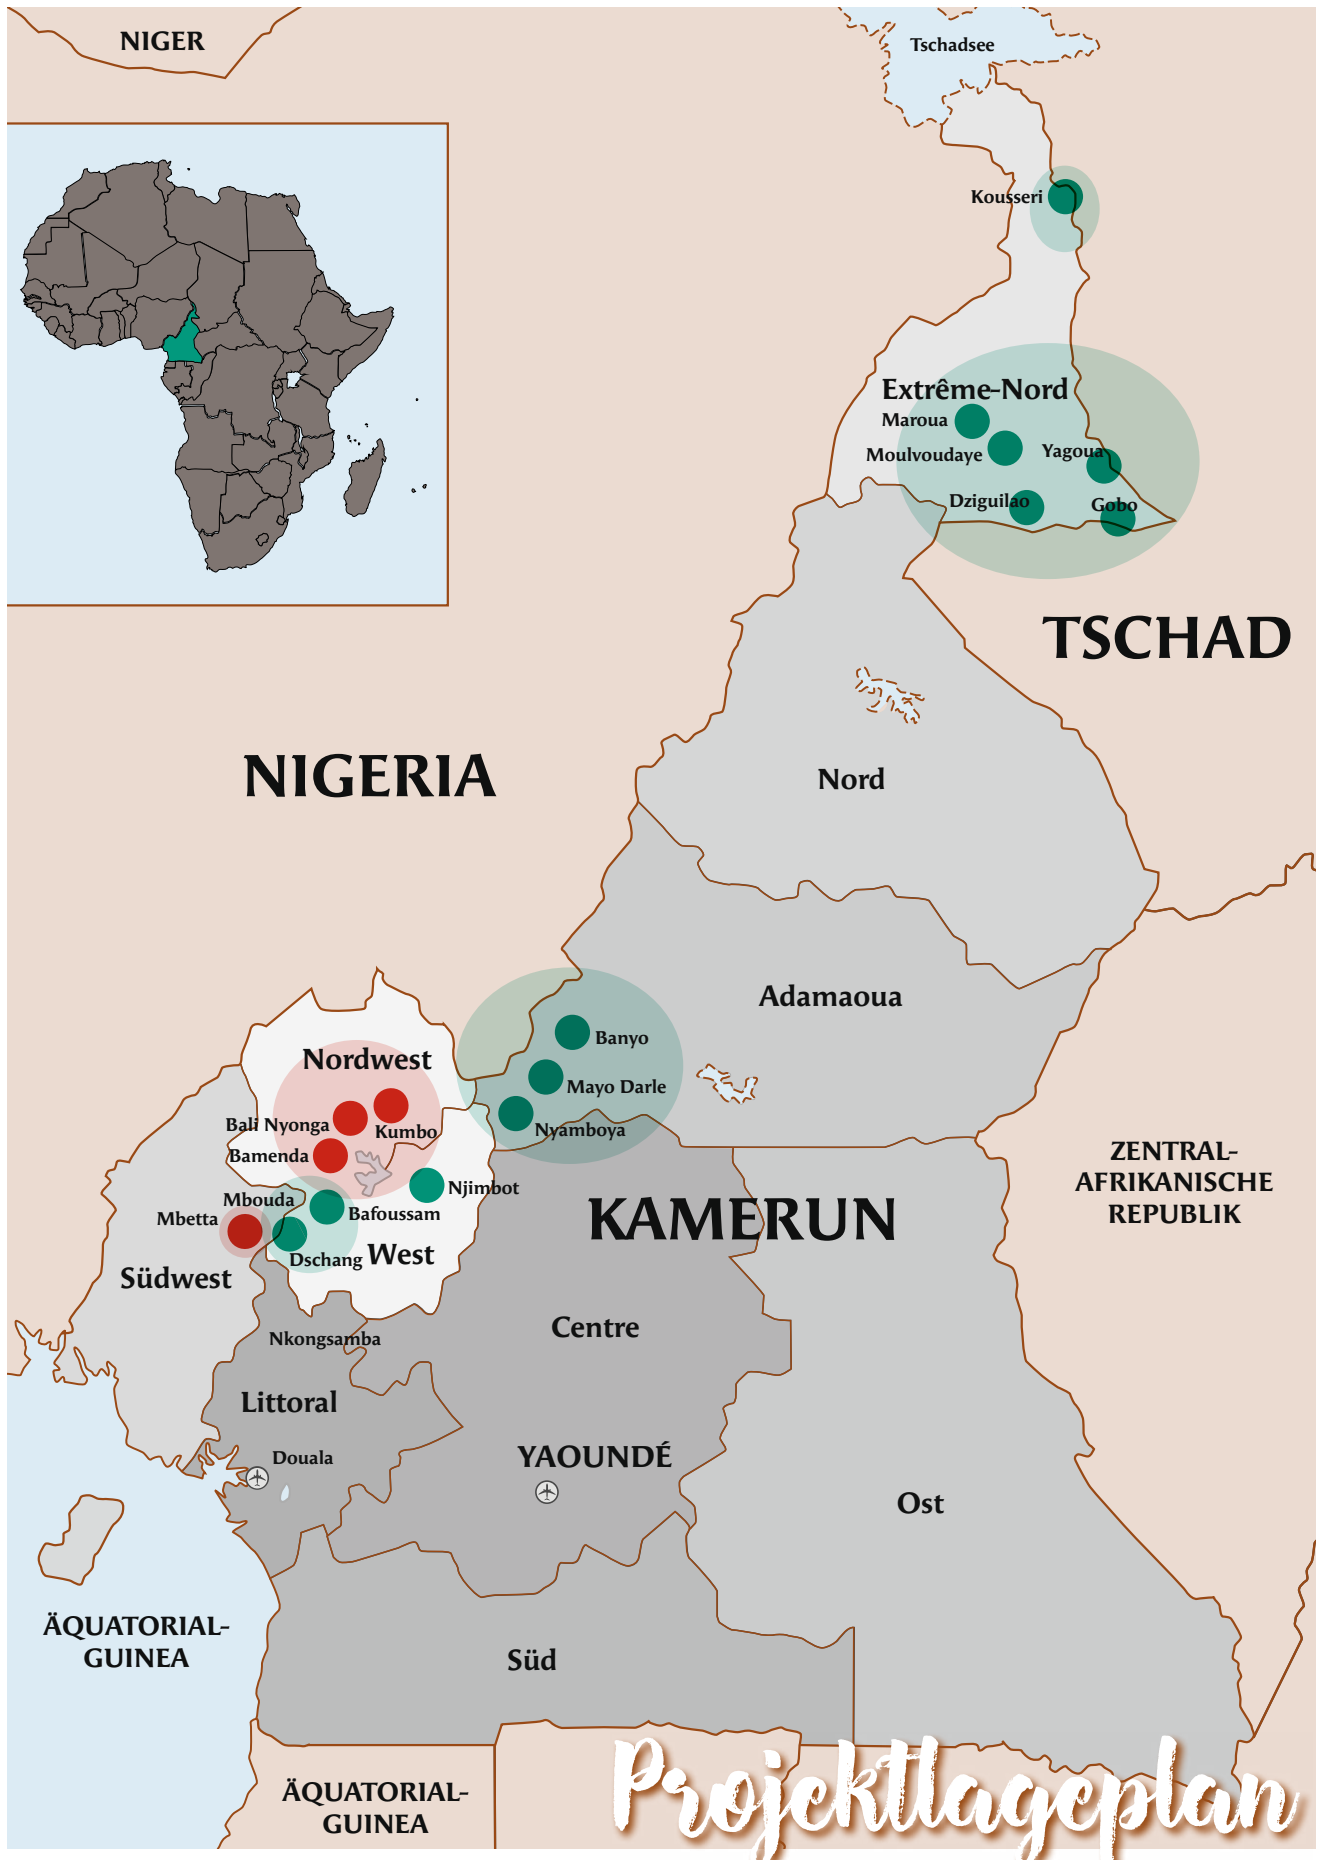 NIGER
Tschadsee
Kousseri
Extrême-Nord
Maroua
Moulvoudaye
Yagoua
Dziguilao
Gobo
TSCHAD
NIGERIA
Nord
Adamaoua
Banyo
Mayo Darle
Nyamboya
Nordwest
Bali Nyonga
Kumbo
Bamenda
Njimbot
Mbouda
Mbetta
Bafoussam
Dschang
West
Südwest
ZENTRAL-
AFRIKANISCHE
REPUBLIK
KAMERUN
Centre
Nkongsamba
Littoral
Douala
YAOUNDÉ
Ost
ÄQUATORIAL-
GUINEA
Süd
ÄQUATORIAL-
GUINEA
Projektlageplan